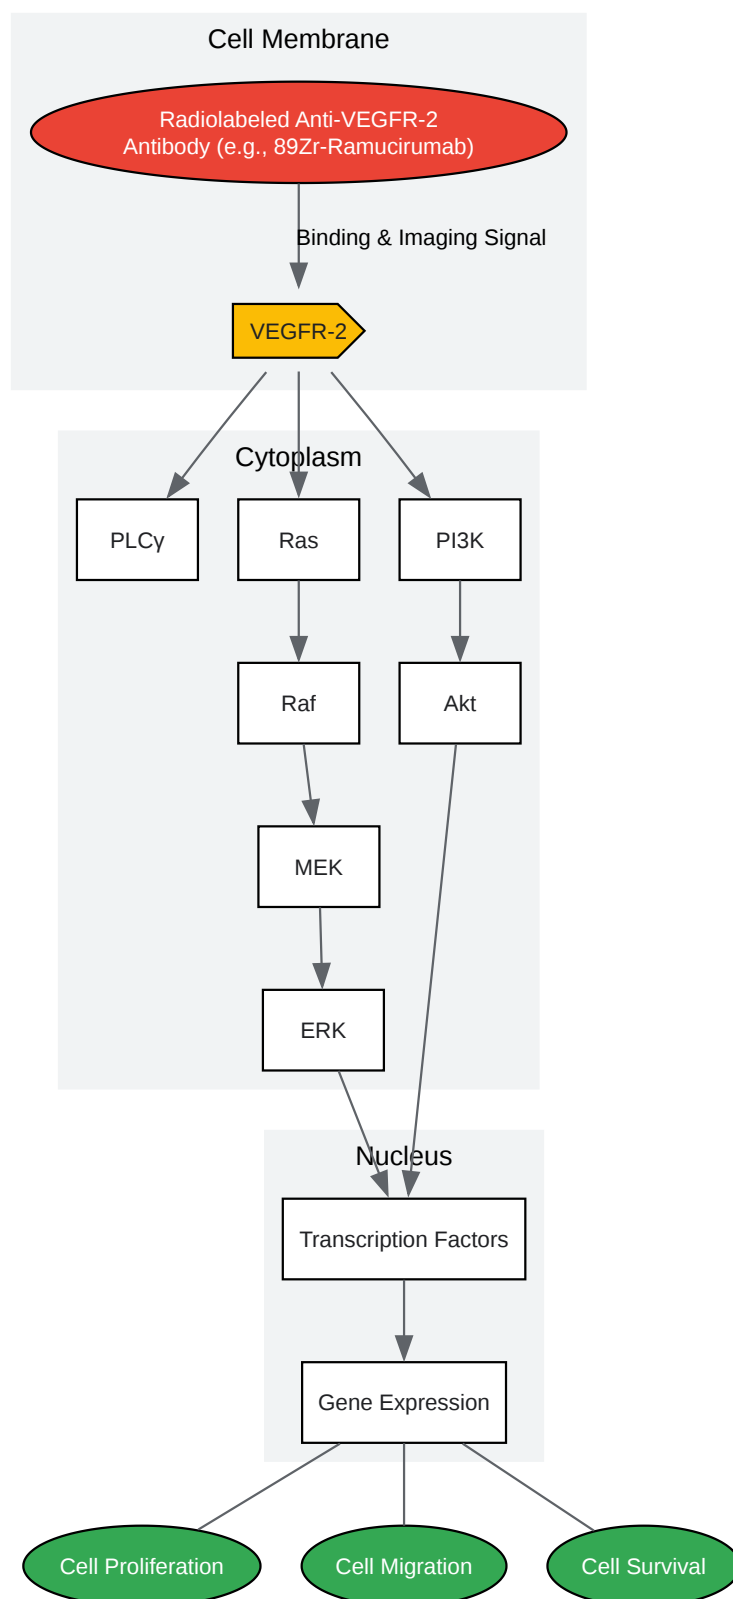 Cell Membrane
Radiolabeled Anti-VEGFR-2
Antibody (e.g., 89Zr-Ramucirumab)
Binding & Imaging Signal
VEGFR-2
Cytoplasm
PLCγ
Ras
PI3K
Raf
Akt
MEK
ERK
Nucleus
Transcription Factors
Gene Expression
Cell Proliferation
Cell Migration
Cell Survival